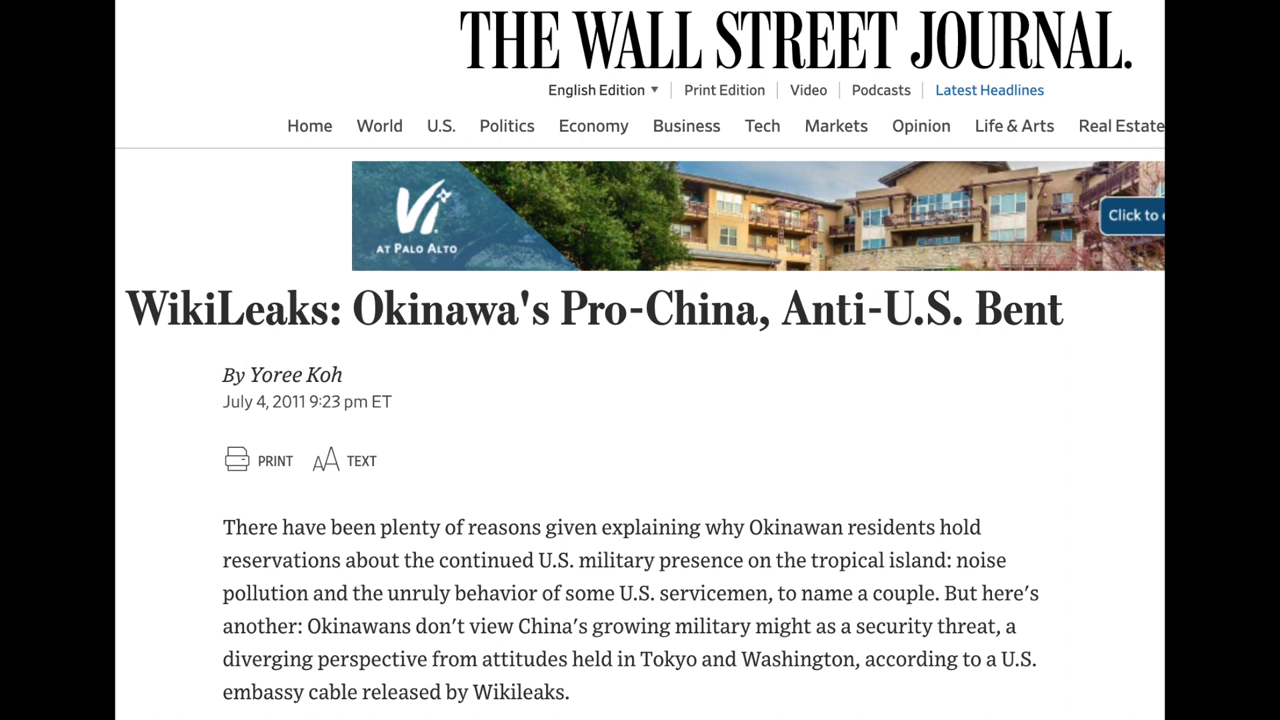 THE WALL STREET JOURNAL.
English Edition ▼ | Print Edition | Video | Podcasts | Latest Headlines
Home World U.S. Politics Economy Business Tech Markets Opinion Life & Arts Real Estate
Vi
AT PALO ALTO
Click to
WikiLeaks: Okinawa's Pro-China, Anti-U.S. Bent
By Yoree Koh
July 4, 2011 9:23 pm ET
PRINT AA TEXT
There have been plenty of reasons given explaining why Okinawan residents hold
reservations about the continued U.S. military presence on the tropical island: noise
pollution and the unruly behavior of some U.S. servicemen, to name a couple. But here's
another: Okinawans don't view China's growing military might as a security threat, a
diverging perspective from attitudes held in Tokyo and Washington, according to a U.S.
embassy cable released by Wikileaks.